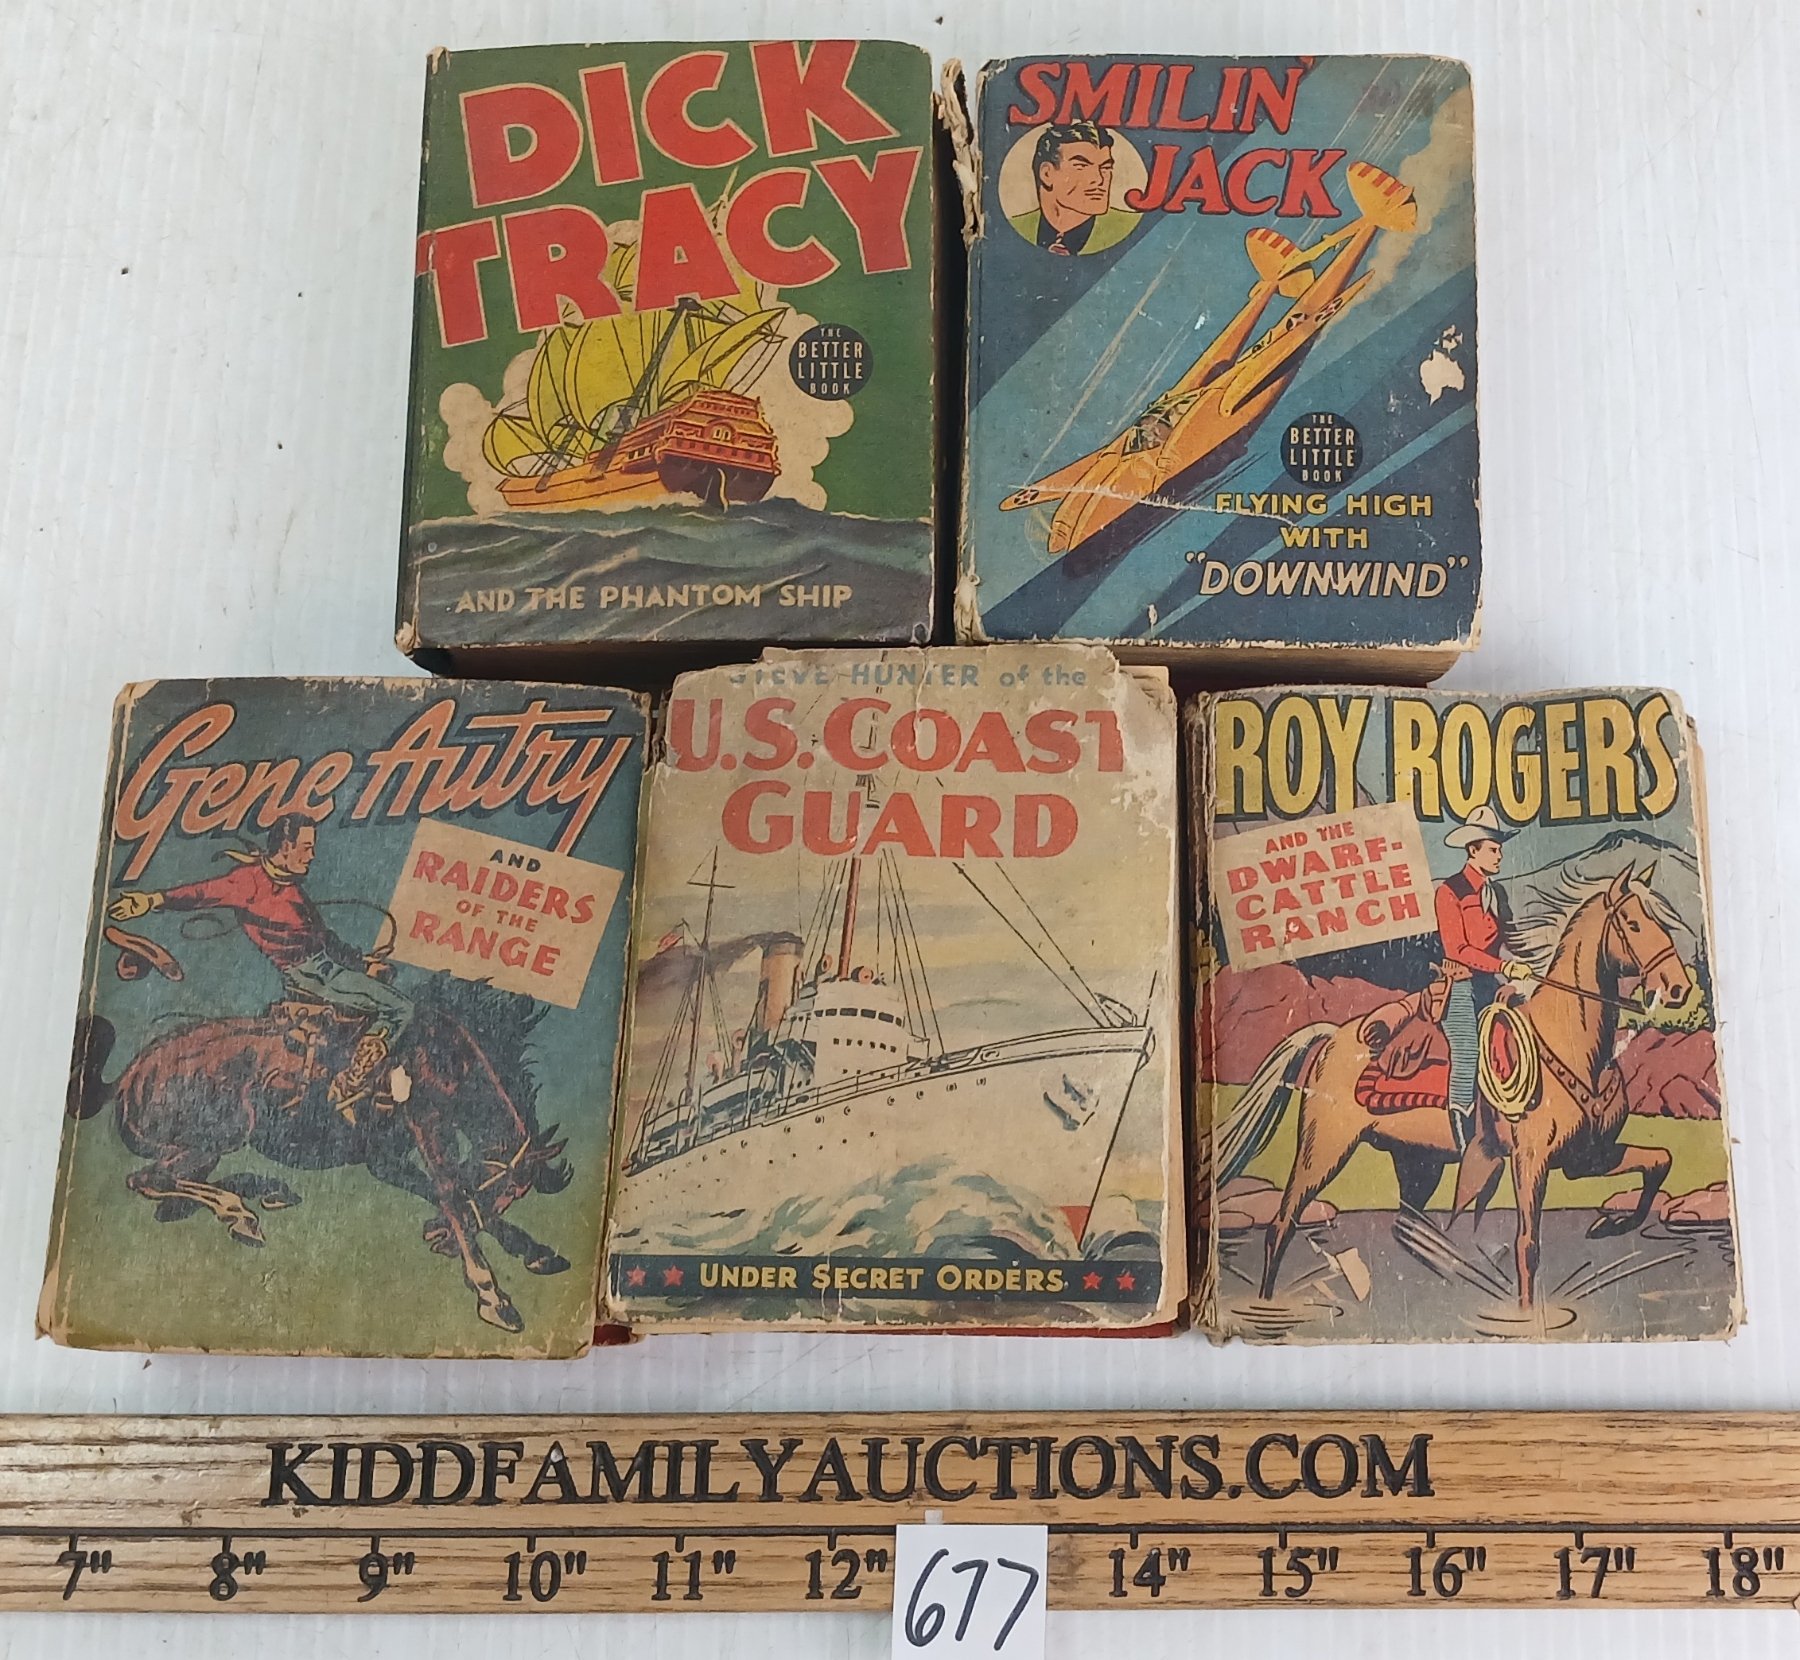 DICK
TRACY
THE
BETTER
LITTLE
BOOK
AND THE PHANTOM SHIP
SMILIN'
JACK
THE
BETTER
LITTLE
BOOK
FLYING HIGH
WITH
"DOWNWIND"
Gene Autry
AND
RAIDERS
OF THE
RANGE
STEVE HUNTER of the
U.S. COAST
GUARD
UNDER SECRET ORDERS
ROY ROGERS
AND THE
DWARF-
CATTLE
RANCH
KIDDFAMILYAUCTIONS.COM
7" 8" 9" 10" 11" 12" 14" 15" 16" 17" 18"
677